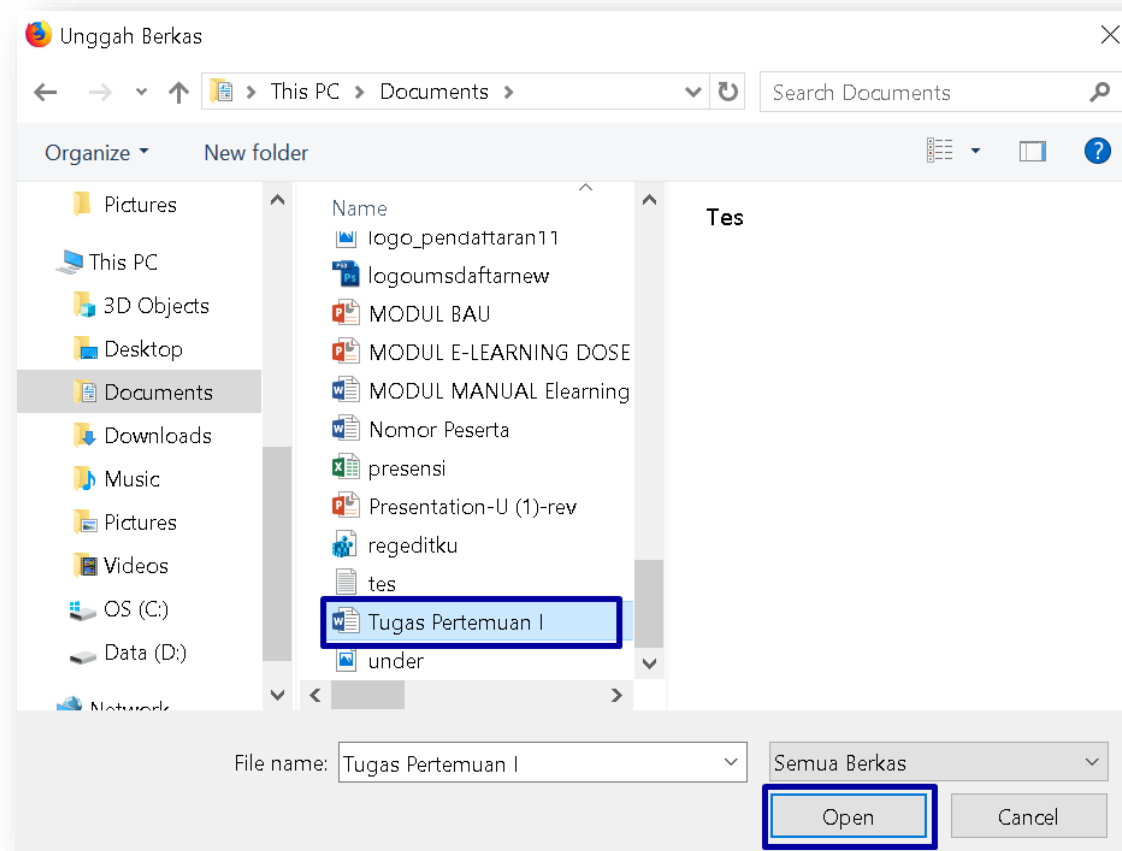 Unggah Berkas
This PC > Documents >
Search Documents
Organize
New folder
?
Pictures
This PC
3D Objects
Desktop
Documents
Downloads
Music
Pictures
Videos
OS (C:)
Data (D:)
Network
Name
logo_pendaftaran11
logoumsdaftarnew
MODUL BAU
MODUL E-LEARNING DOSE
MODUL MANUAL Elearning
Nomor Peserta
presensi
Presentation-U (1)-rev
regeditku
tes
Tugas Pertemuan I
under
Tes
File name: Tugas Pertemuan I
Semua Berkas
Open
Cancel